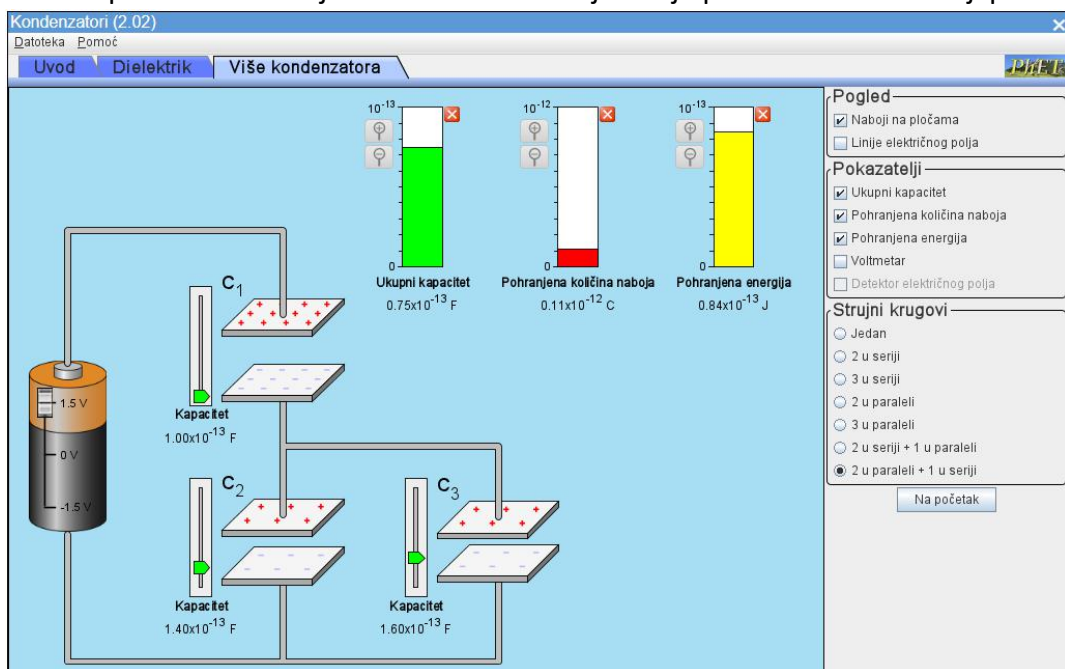 Kondenzatori (2.02)
Datoteka Pomoć
Uvod Dielektrik Više kondenzatora
PhET
10-13
0
Ukupni kapacitet
0.75x10-13 F
10-12
0
Pohranjena količina naboja
0.11x10-12 C
10-13
0
Pohranjena energija
0.84x10-13 J
1.5 V
0 V
-1.5 V
C1
Kapacitet
1.00x10-13 F
C2
Kapacitet
1.40x10-13 F
C3
Kapacitet
1.60x10-13 F
Pogled
Naboji na pločama
Linije električnog polja
Pokazatelji
Ukupni kapacitet
Pohranjena količina naboja
Pohranjena energija
Voltmetar
Detektor električnog polja
Strujni krugovi
Jedan
2 u seriji
3 u seriji
2 u paraleli
3 u paraleli
2 u seriji + 1 u paraleli
2 u paraleli + 1 u seriji
Na početak